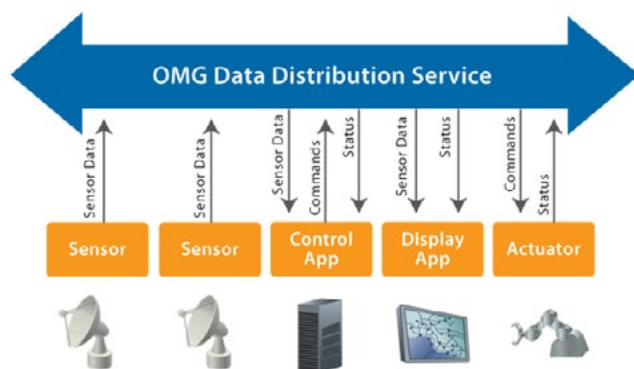 OMG Data Distribution Service
Sensor Data
Sensor Data
Sensor Data
Commands
Status
Sensor Data
Status
Commands
Status
Sensor
Sensor
Control
App
Display
App
Actuator